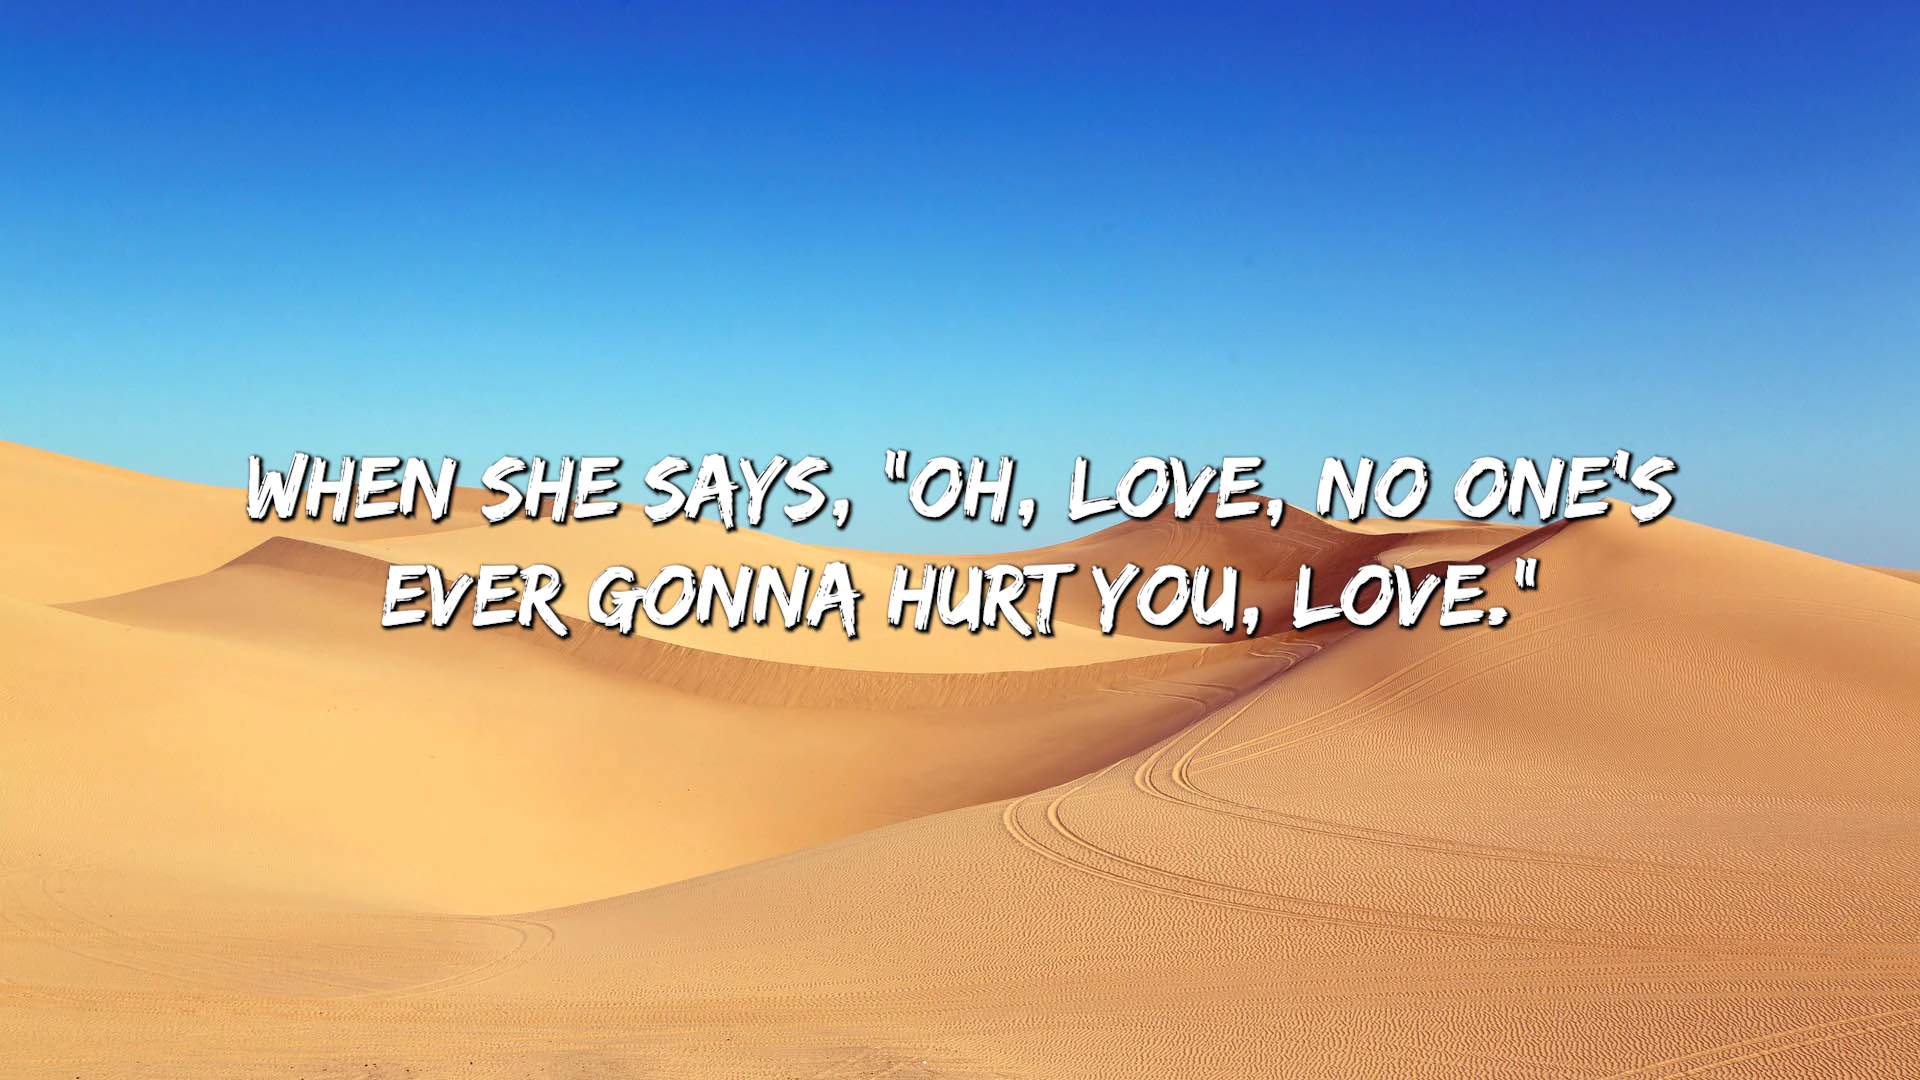 WHEN SHE SAYS, "OH, LOVE, NO ONE'S
EVER GONNA HURT YOU, LOVE."